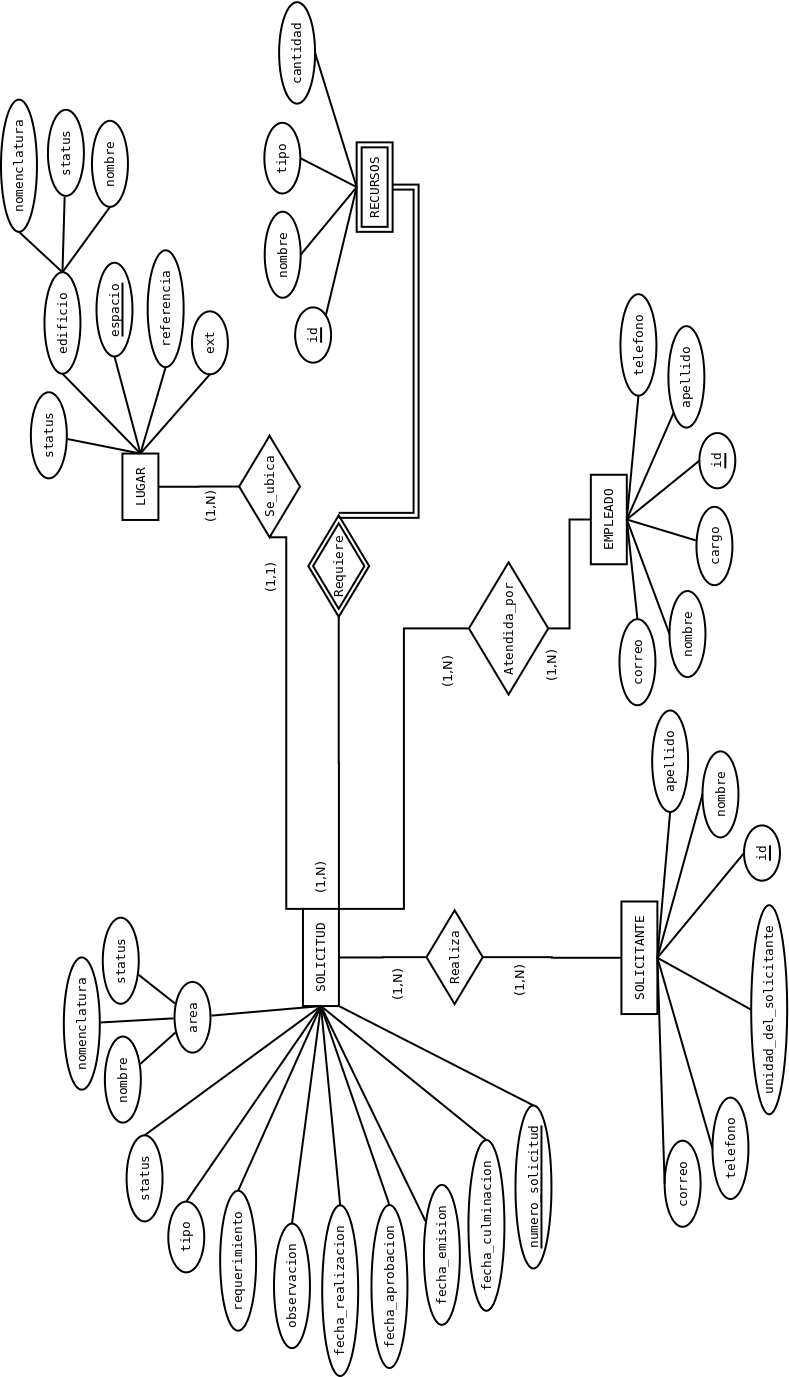 nomenclatura
status
edificio
status
nomenclatura
status
nombre
espacio
nombre
status
area
nombre
LUGAR
referencia
tipo
ext
(1,N)
requerimiento
Se_ubica
(1,1)
observacion
id
nombre
tipo
cantidad
SOLICITUD
(1,N)
Requiere
fecha_realizacion
RECURSOS
fecha_aprobacion
(1,N)
fecha_emision
Realiza
(1,N)
fecha_culminacion
Atendida_por
(1,N)
numero_solicitud
(1,N)
EMPLEADO
SOLICITANTE
correo
telefono
nombre
apellido
cargo
id
correo
apellido
telefono
nombre
unidad_del_solicitante
id